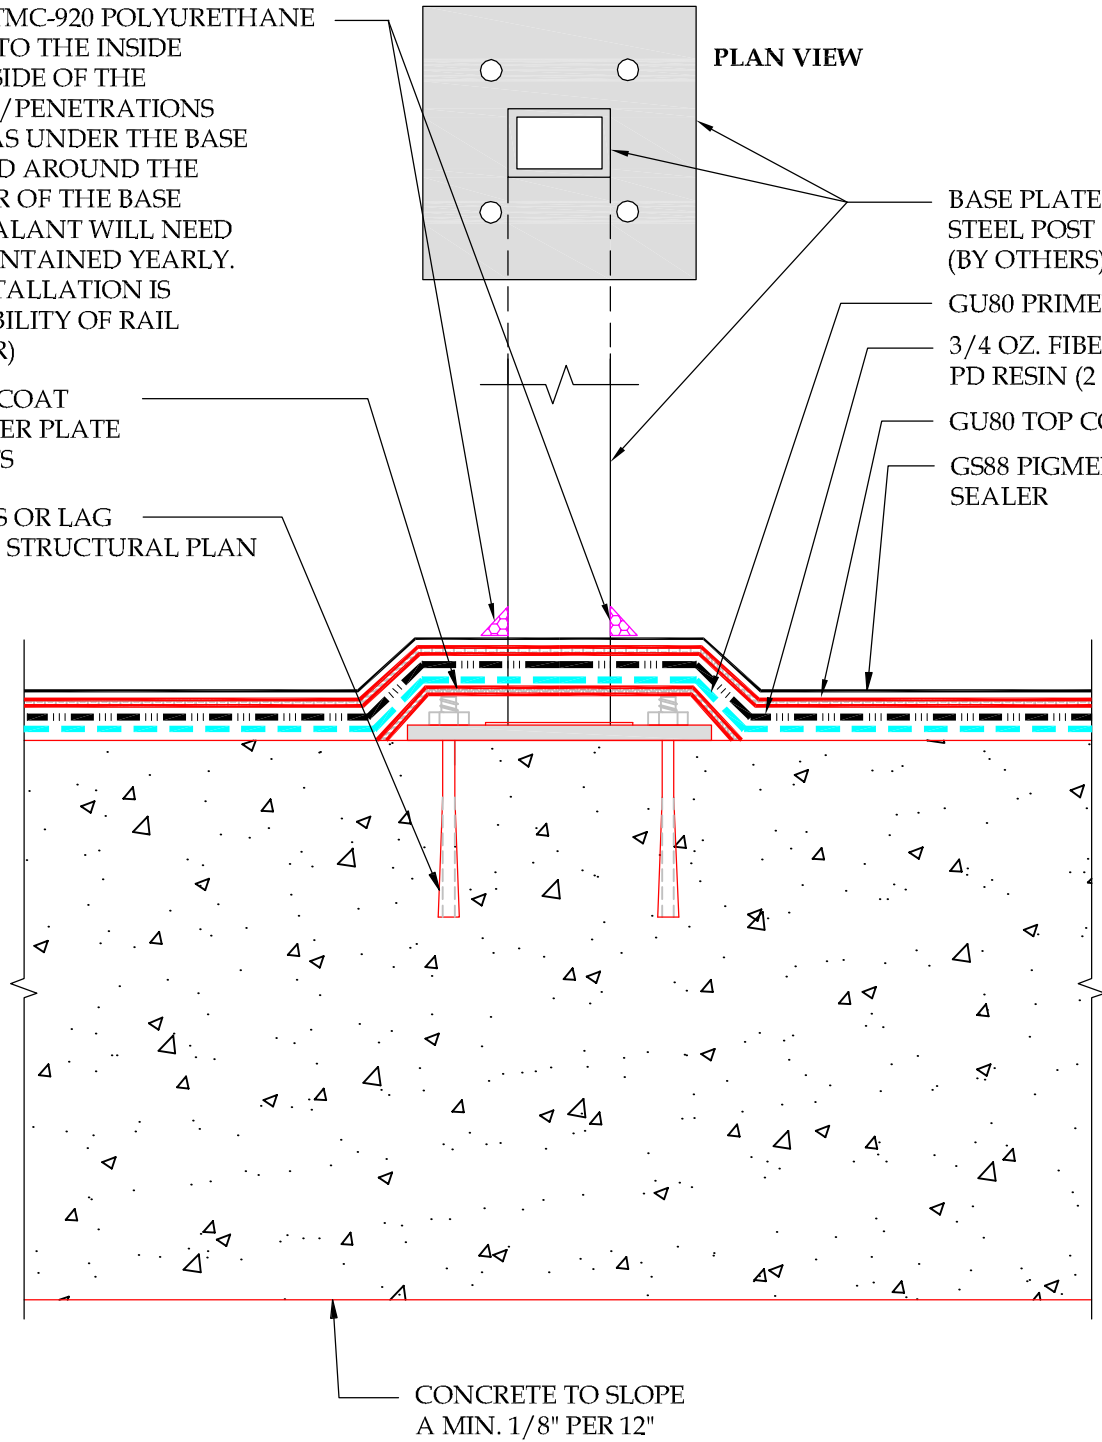 TMC-920 POLYURETHANE
TO THE INSIDE
SIDE OF THE
/PENETRATIONS
AS UNDER THE BASE
D AROUND THE
R OF THE BASE
ALANT WILL NEED
NTAINED YEARLY.
TALLATION IS
BILITY OF RAIL
R)
COAT
ER PLATE
TS
S OR LAG
STRUCTURAL PLAN
PLAN VIEW
BASE PLATE
STEEL POST
(BY OTHERS)
GU80 PRIME
3/4 OZ. FIBE
PD RESIN (2
GU80 TOP CO
GS88 PIGME
SEALER
CONCRETE TO SLOPE
A MIN. 1/8" PER 12"